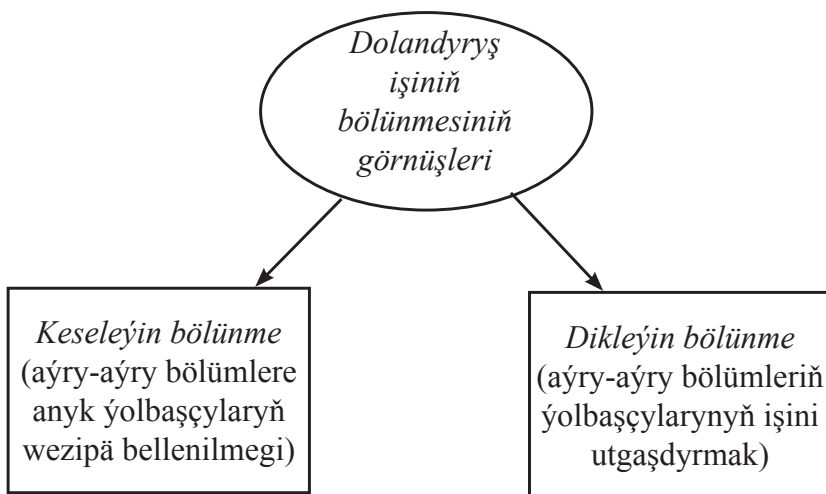 Dolandyryş
işiniň
bölünmesiniň
görnüşleri
Keseleýin bölünme
(aýry-aýry bölümlere
anyk ýolbaşçylaryň
wezipä bellenilmegi)
Dikleýin bölünme
(aýry-aýry bölümleriň
ýolbaşçylarynyň işini
utgaşdyrmak)